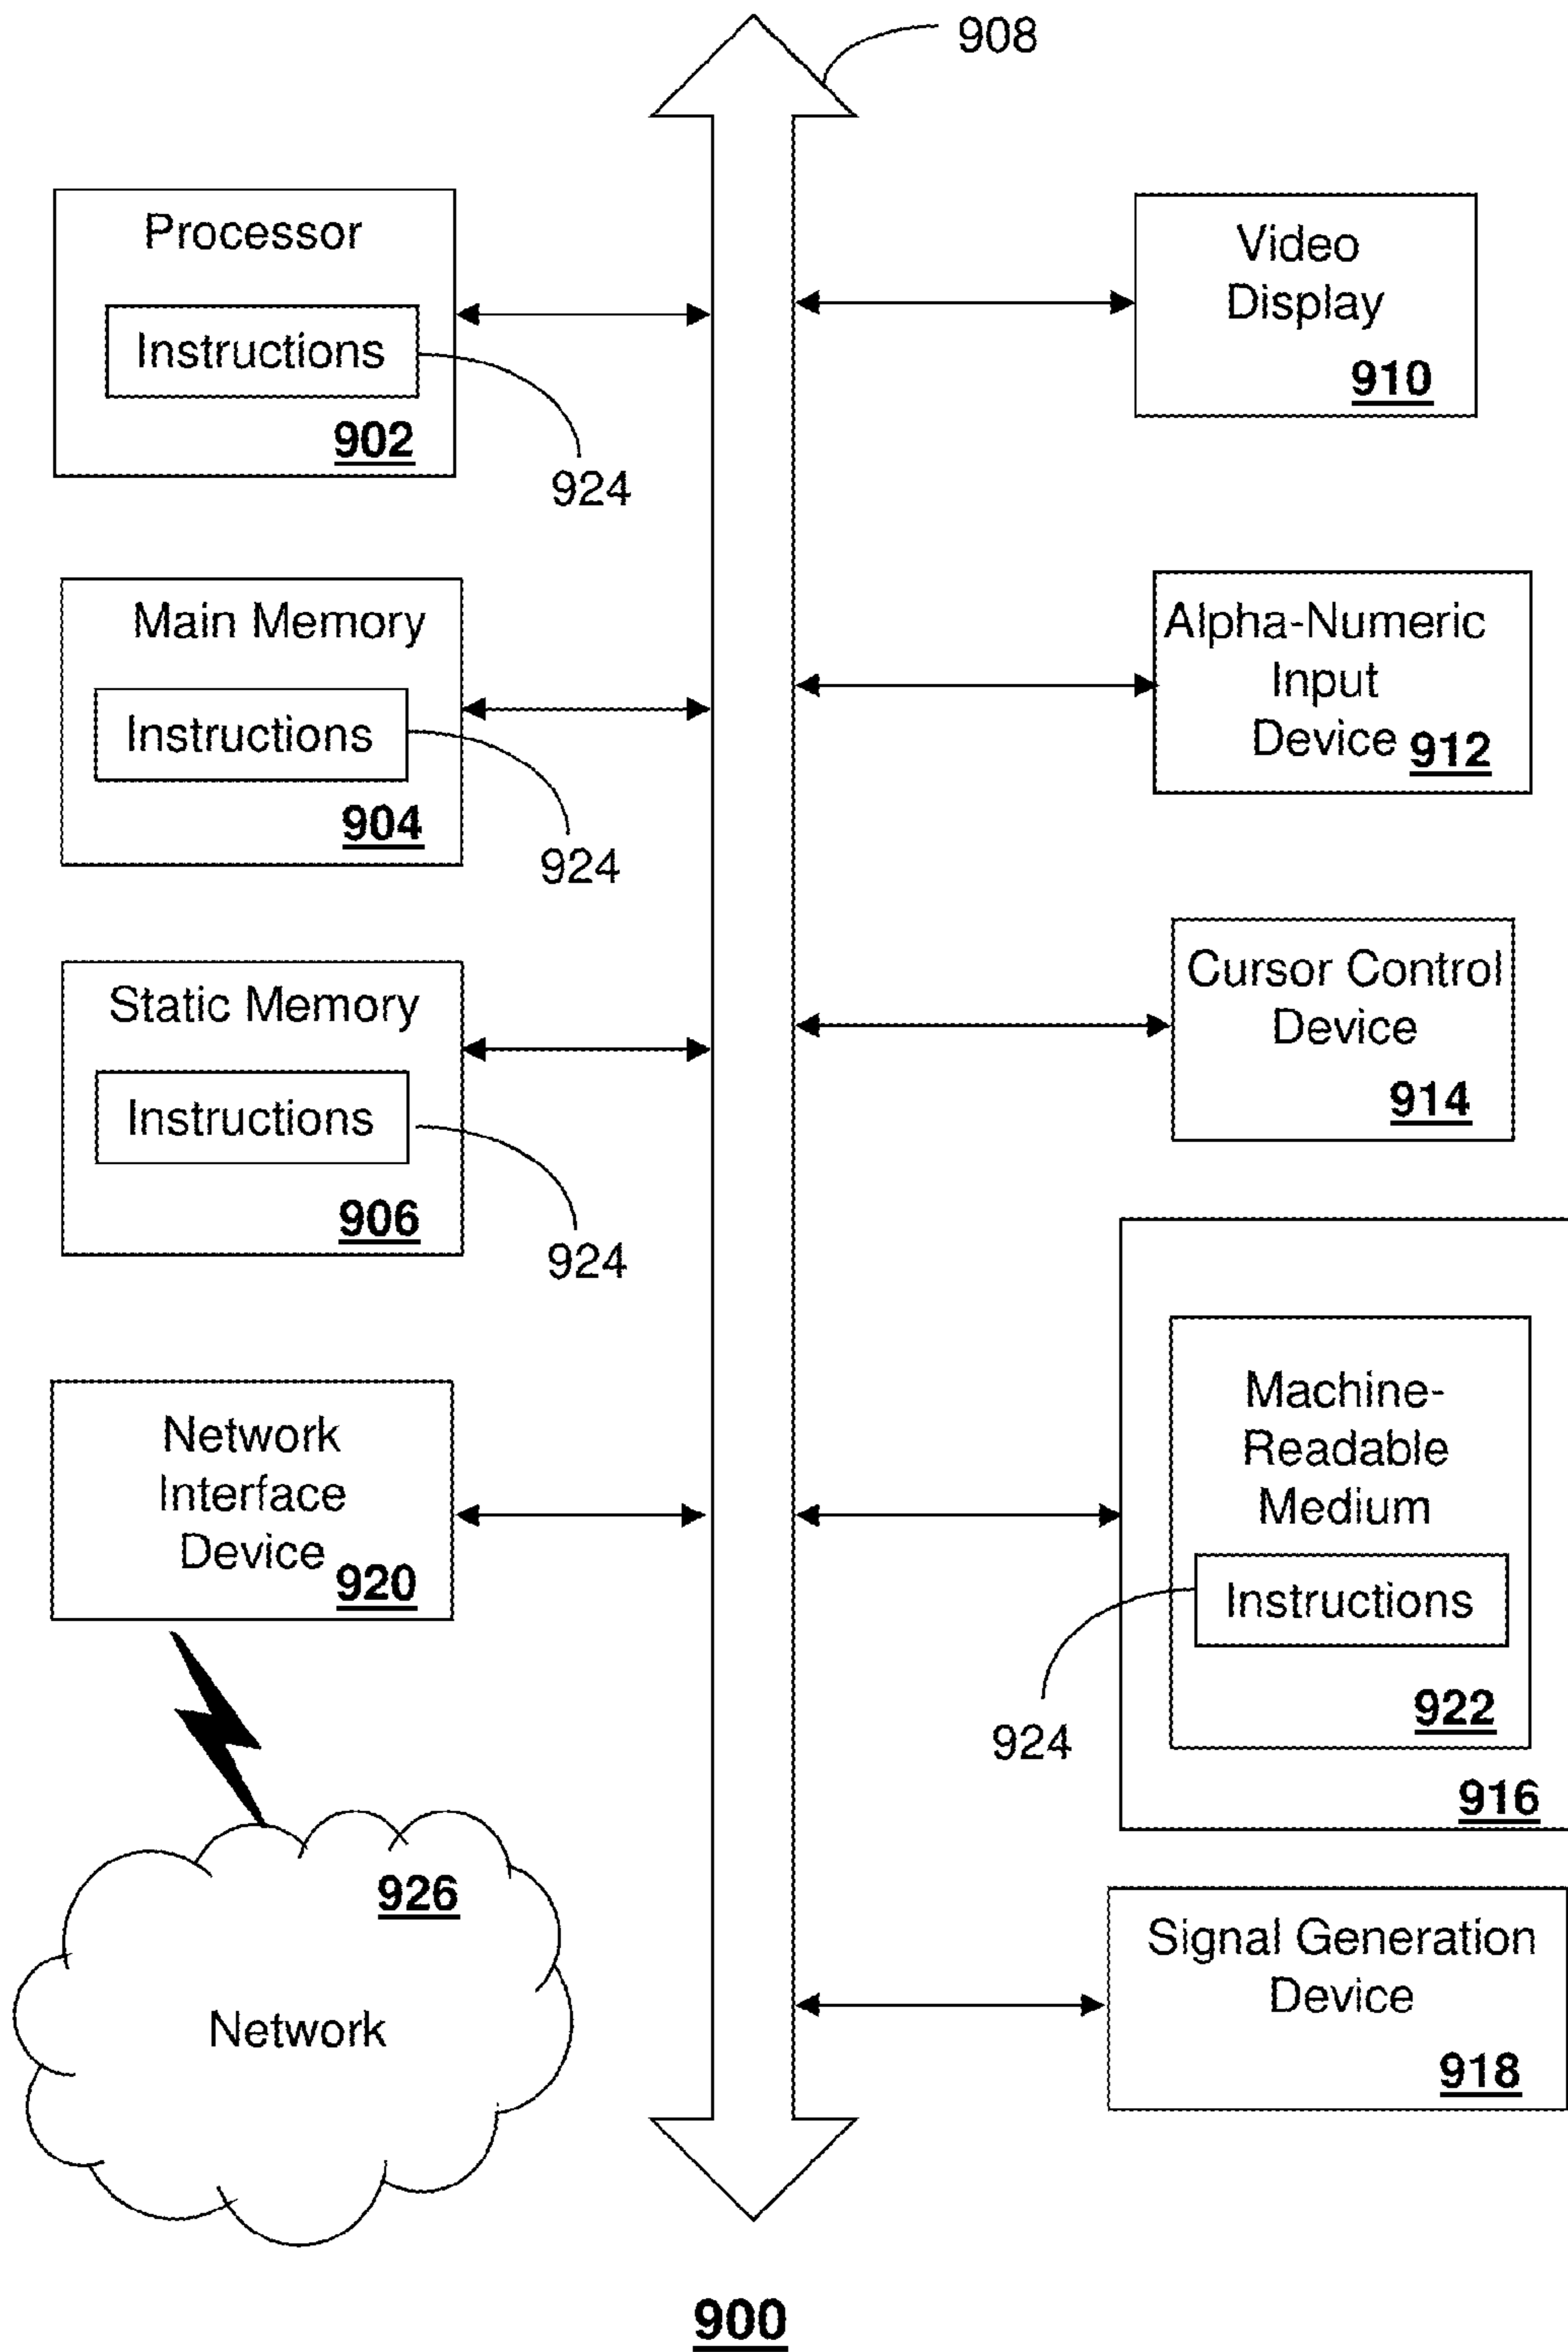 908
Processor
Instructions
902
924
Video
Display
910
Main Memory
Instructions
904
924
Alpha-Numeric
Input
Device 912
Static Memory
Instructions
906
924
Cursor Control
Device
914
Network
Interface
Device 920
Machine-
Readable
Medium
Instructions
922
924
916
926
Network
Signal Generation
Device
918
900